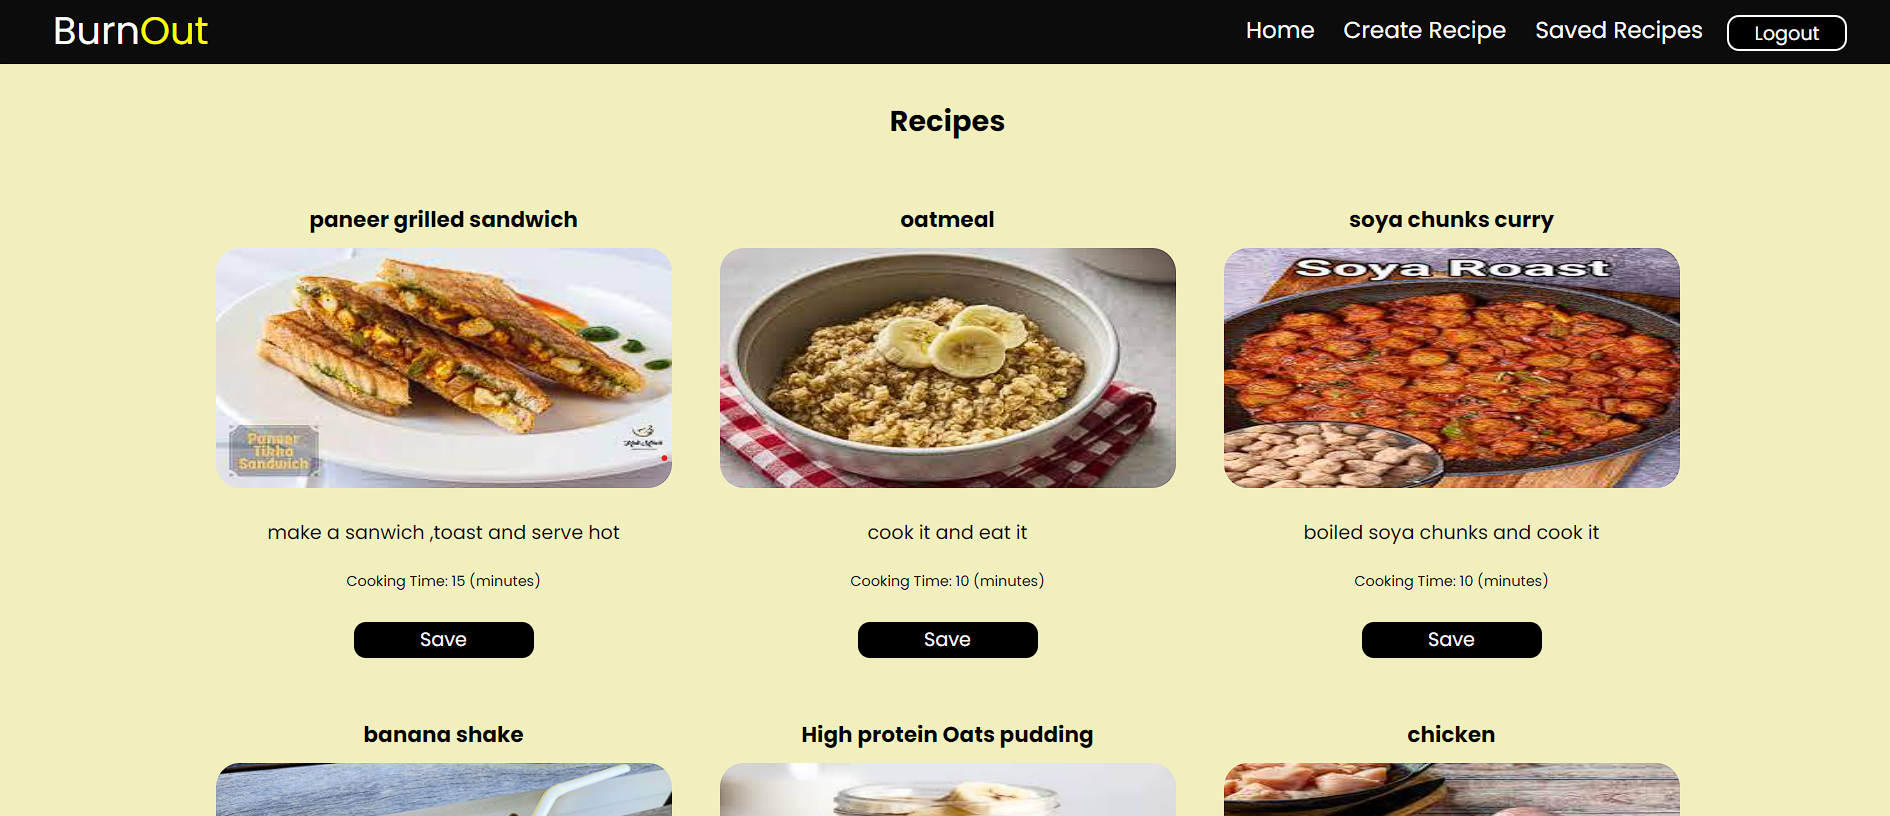 BurnOut
Home Create Recipe Saved Recipes Logout
Recipes
paneer grilled sandwich
oatmeal
soya chunks curry
Paneer
Tikha
Sandwich
Soya Roast
make a sanwich ,toast and serve hot
cook it and eat it
boiled soya chunks and cook it
Cooking Time: 15 (minutes)
Cooking Time: 10 (minutes)
Cooking Time: 10 (minutes)
Save
Save
Save
banana shake
High protein Oats pudding
chicken